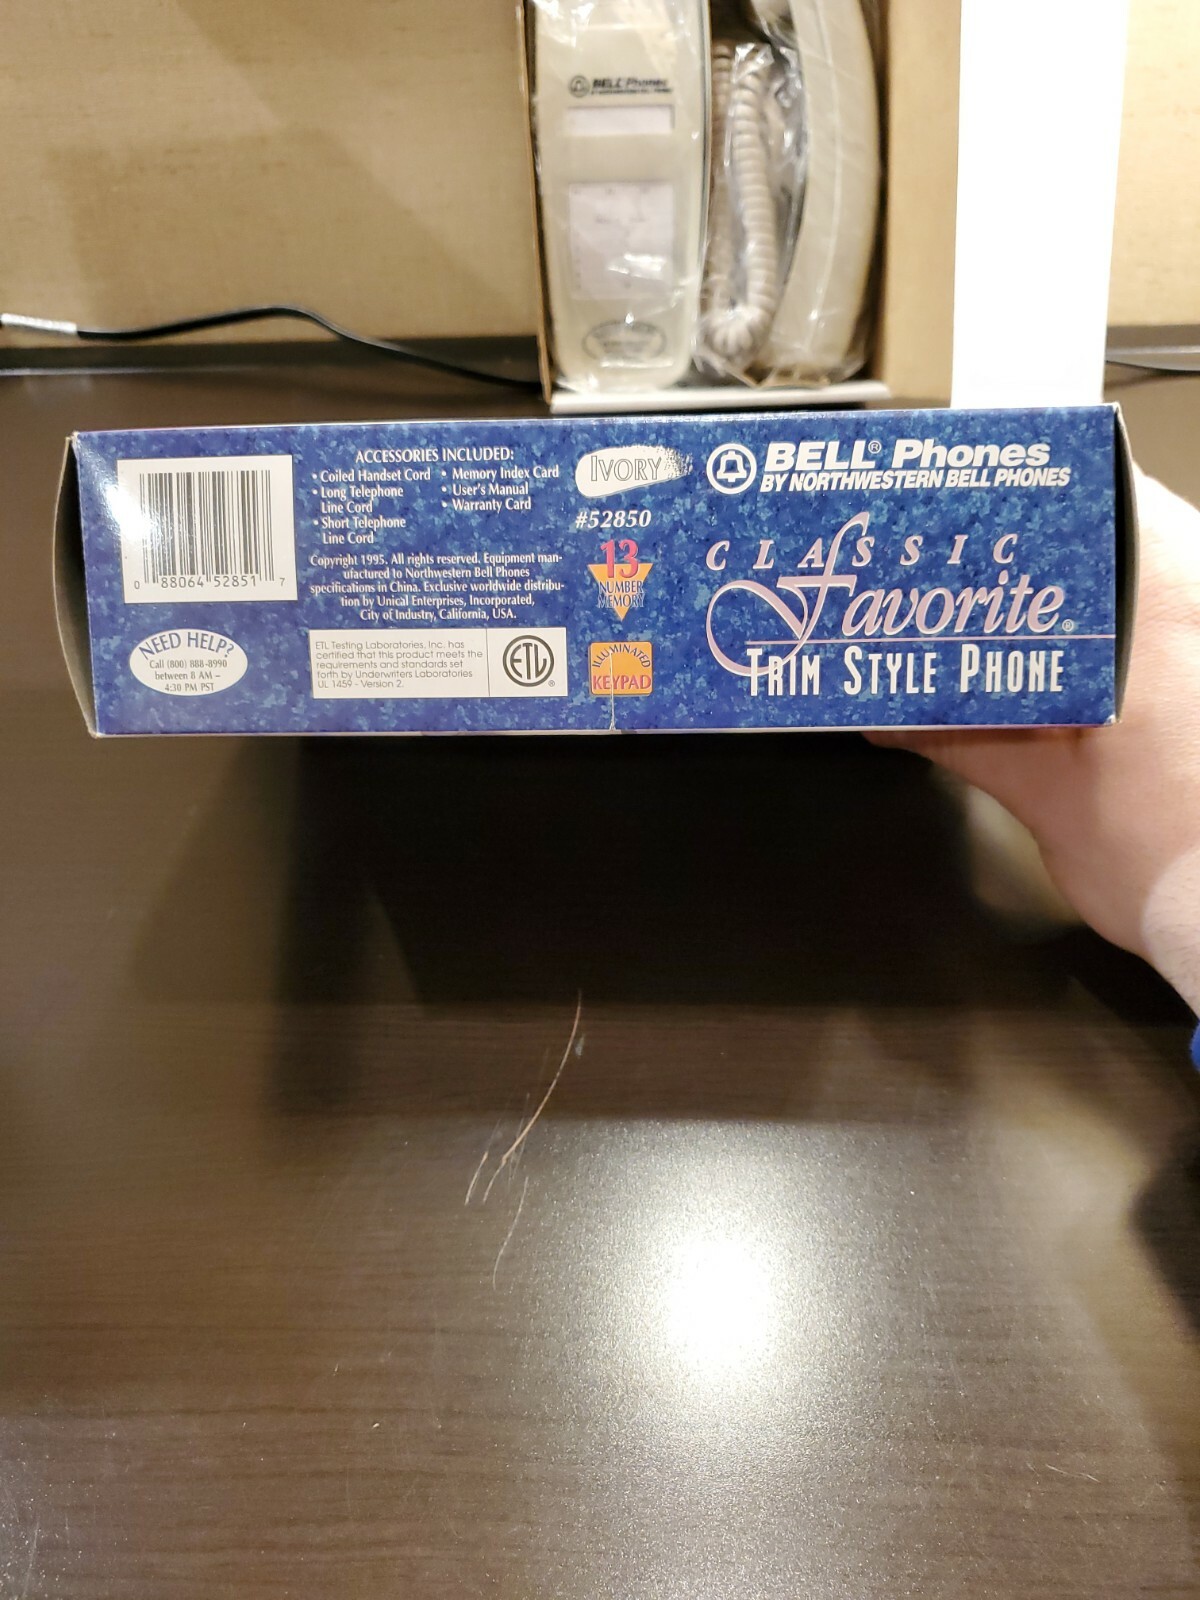 BELL Phones
0 88064 52851 7
NEED HELP?
Call (800) 888-8990
between 8 AM –
4:30 PM PST
ACCESSORIES INCLUDED:
• Coiled Handset Cord
• Long Telephone
Line Cord
• Short Telephone
Line Cord
• Memory Index Card
• User's Manual
• Warranty Card
Copyright 1995. All rights reserved. Equipment man-
ufactured to Northwestern Bell Phones
specifications in China. Exclusive worldwide distribu-
tion by Unical Enterprises, Incorporated,
City of Industry, California, USA.
ETL Testing Laboratories, Inc. has
certified that this product meets the
requirements and standards set
forth by Underwriters Laboratories
UL 1459 - Version 2.
ETL ®
IVORY
#52850
13
NUMBER
MEMORY
ILLUMINATED
KEYPAD
BELL® Phones
BY NORTHWESTERN BELL PHONES
CLASSIC
Favorite®
TRIM STYLE PHONE